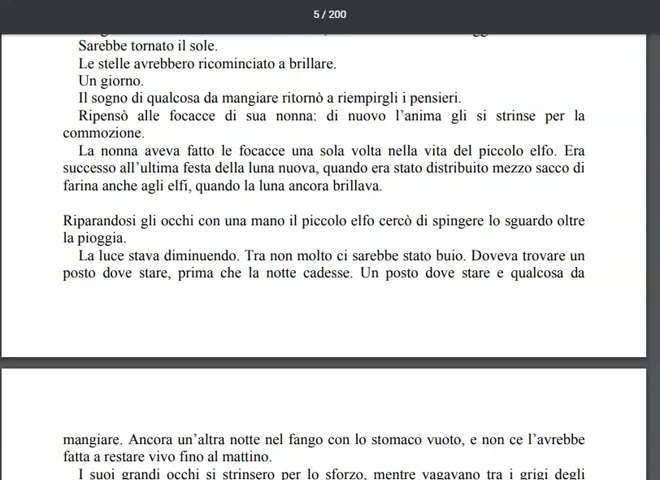 5 / 200
Sarebbe tornato il sole.
Le stelle avrebbero ricominciato a brillare.
Un giorno.
Il sogno di qualcosa da mangiare ritornò a riempirgli i pensieri.
Ripensò alle focacce di sua nonna: di nuovo l'anima gli si strinse per la
commozione.
La nonna aveva fatto le focacce una sola volta nella vita del piccolo elfo. Era
successo all'ultima festa della luna nuova, quando era stato distribuito mezzo sacco di
farina anche agli elfi, quando la luna ancora brillava.
Riparandosi gli occhi con una mano il piccolo elfo cercò di spingere lo sguardo oltre
la pioggia.
La luce stava diminuendo. Tra non molto ci sarebbe stato buio. Doveva trovare un
posto dove stare, prima che la notte cadesse. Un posto dove stare e qualcosa da
mangiare. Ancora un'altra notte nel fango con lo stomaco vuoto, e non ce l'avrebbe
fatta a restare vivo fino al mattino.
I suoi grandi occhi si strinsero per lo sforzo, mentre vagavano tra i grigi degli